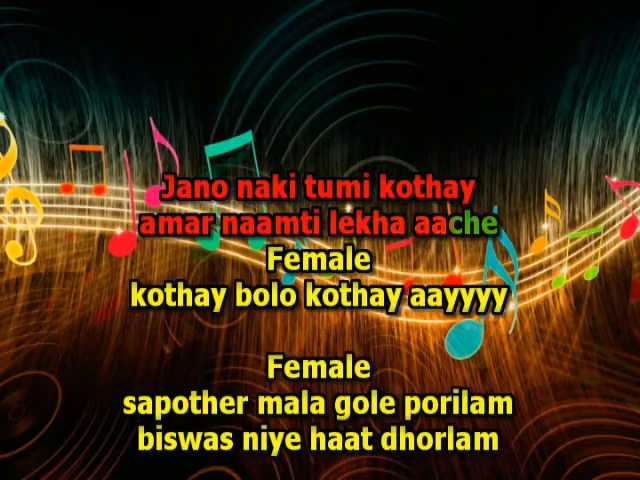 Jano naki tumi kothay
amar naamti lekha aache
Female
kothay bolo kothay aayyyy
Female
sapother mala gole porilam
biswas niye haat dhorlam